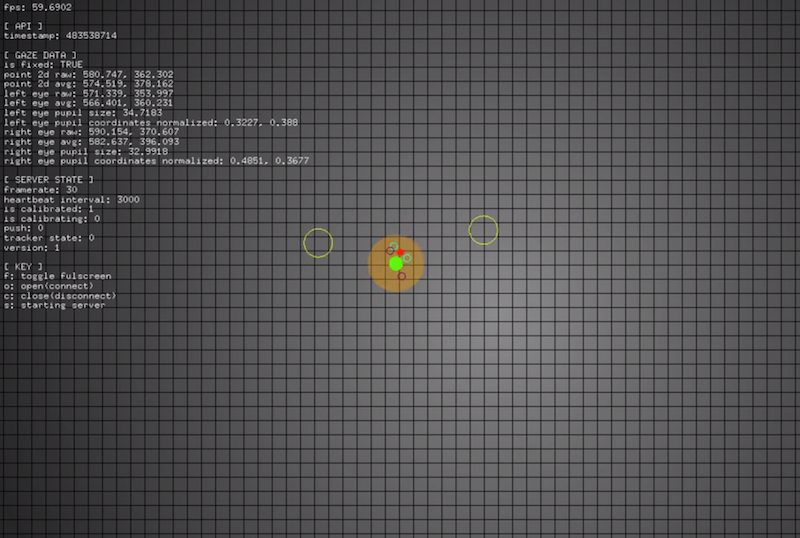 fps: 59.6902
[ API ]
timestamp: 483538714
[ GAZE DATA ]
is fixed: TRUE
point 2d raw: 580.747, 362.302
point 2d avg: 574.519, 378.162
left eye raw: 571.339, 353.997
left eye avg: 566.401, 360.231
left eye pupil size: 34.7183
left eye pupil coordinates normalized: 0.3227, 0.388
right eye raw: 590.154, 370.607
right eye avg: 582.637, 396.093
right eye pupil size: 32.9918
right eye pupil coordinates normalized: 0.4851, 0.3677
[ SERVER STATE ]
framerate: 30
heartbeat interval: 3000
is calibrated: 1
is calibrating: 0
push: 0
tracker state: 0
version: 1
[ KEY ]
f: toggle fulscreen
o: open(connect)
c: close(disconnect)
s: starting server